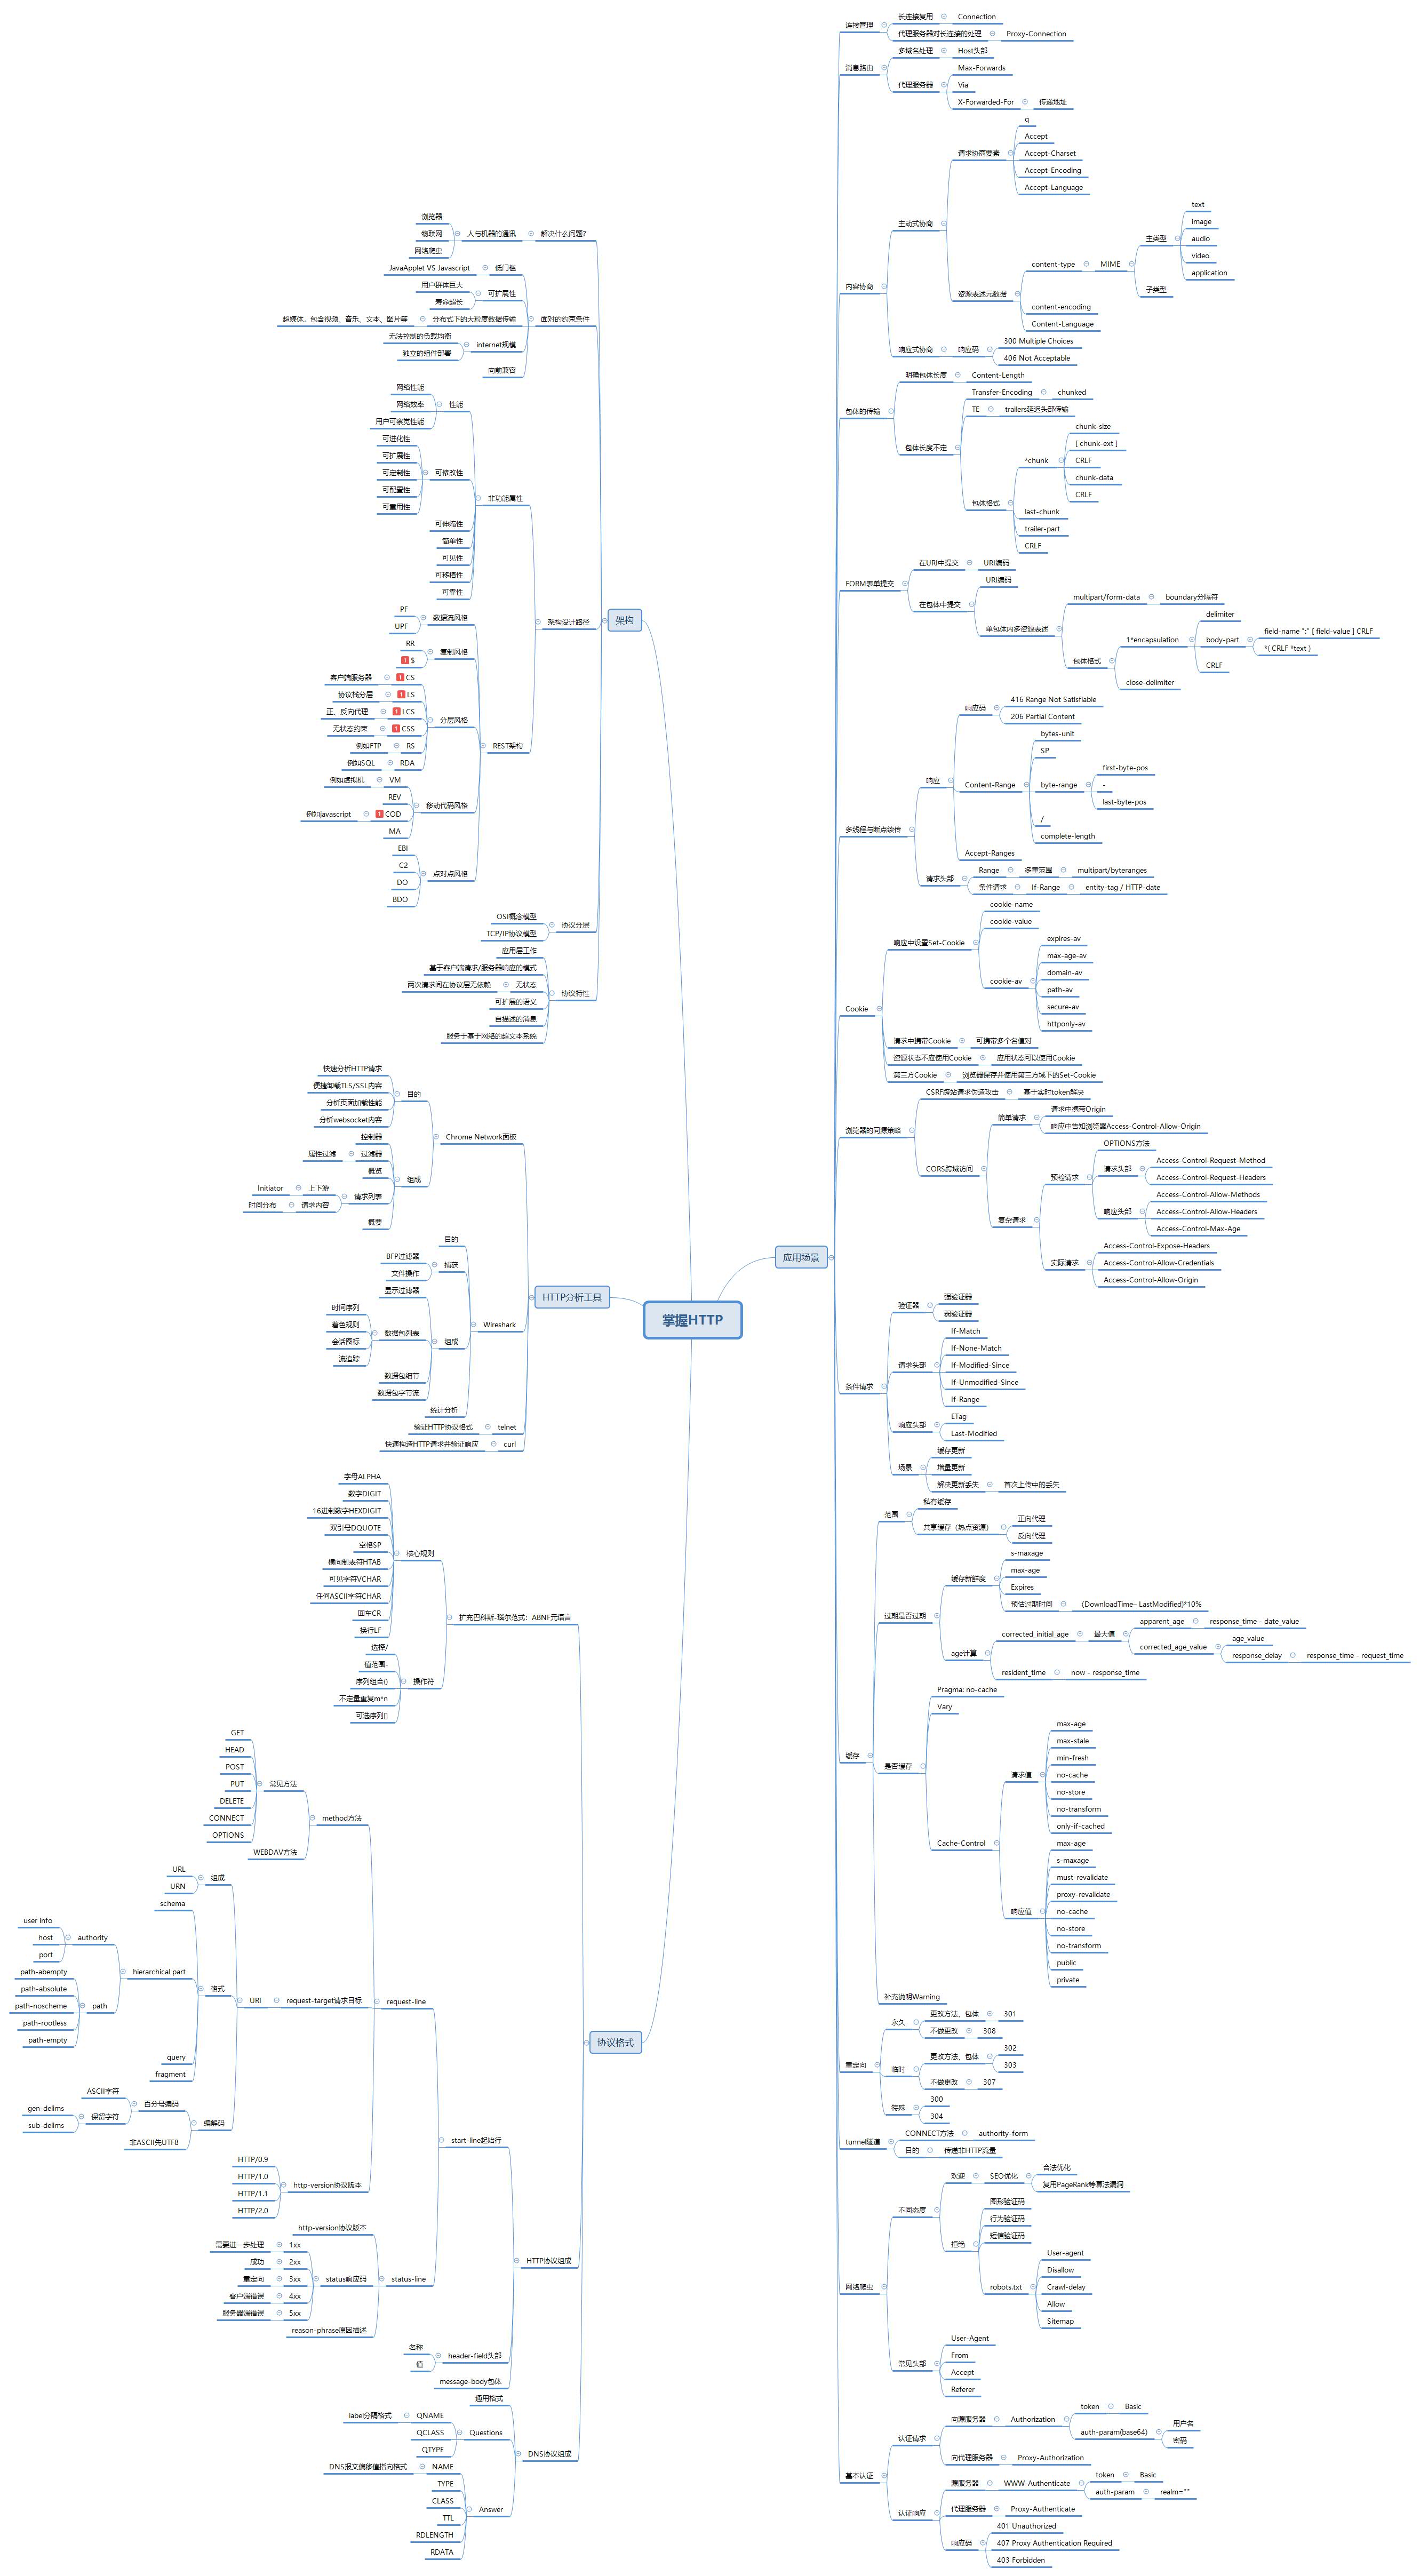 掌握HTTP
架构
解决什么问题?
人与机器的通讯
浏览器
物联网
网络爬虫
面对的约束条件
低门槛
JavaApplet VS Javascript
可扩展性
用户群体巨大
寿命超长
分布式下的大粒度数据传输
超媒体，包含视频、音乐、文本、图片等
internet规模
无法控制的负载均衡
独立的组件部署
向前兼容
架构设计路径
非功能属性
性能
网络性能
网络效率
用户可察觉性能
可修改性
可进化性
可扩展性
可定制性
可配置性
可重用性
可伸缩性
简单性
可见性
可移植性
可靠性
REST架构
数据流风格
PF
UPF
复制风格
RR
1 $
分层风格
1 CS
客户端服务器
1 LS
协议栈分层
1 LCS
正、反向代理
1 CSS
无状态约束
RS
例如FTP
RDA
例如SQL
移动代码风格
VM
例如虚拟机
REV
1 COD
例如javascript
MA
点对点风格
EBI
C2
DO
BDO
协议分层
OSI概念模型
TCP/IP协议模型
协议特性
应用层工作
基于客户端请求/服务器响应的模式
无状态
两次请求间在协议层无依赖
可扩展的语义
自描述的消息
服务于基于网络的超文本系统
HTTP分析工具
Chrome Network面板
目的
快速分析HTTP请求
便捷卸载TLS/SSL内容
分析页面加载性能
分析websocket内容
组成
控制器
过滤器
属性过滤
概览
请求列表
上下游
Initiator
请求内容
时间分布
概要
Wireshark
目的
捕获
BFP过滤器
文件操作
组成
显示过滤器
数据包列表
时间序列
着色规则
会话图标
流追踪
数据包细节
数据包字节流
统计分析
telnet
验证HTTP协议格式
curl
快速构造HTTP请求并验证响应
协议格式
扩充巴科斯-瑙尔范式：ABNF元语言
核心规则
字母ALPHA
数字DIGIT
16进制数字HEXDIGIT
双引号DQUOTE
空格SP
横向制表符HTAB
可见字符VCHAR
任何ASCII字符CHAR
回车CR
换行LF
操作符
选择/
值范围-
序列组合()
不定量重复m*n
可选序列[]
HTTP协议组成
start-line起始行
request-line
method方法
常见方法
GET
HEAD
POST
PUT
DELETE
CONNECT
OPTIONS
WEBDAV方法
request-target请求目标
URI
组成
URL
URN
格式
schema
hierarchical part
authority
user info
host
port
path
path-abempty
path-absolute
path-noscheme
path-rootless
path-empty
query
fragment
编解码
百分号编码
ASCII字符
保留字符
gen-delims
sub-delims
非ASCII先UTF8
http-version协议版本
HTTP/0.9
HTTP/1.0
HTTP/1.1
HTTP/2.0
status-line
http-version协议版本
status响应码
1xx
需要进一步处理
2xx
成功
3xx
重定向
4xx
客户端错误
5xx
服务器端错误
reason-phrase原因描述
header-field头部
名称
值
message-body包体
DNS协议组成
通用格式
Questions
QNAME
label分隔格式
QCLASS
QTYPE
Answer
NAME
DNS报文偏移值指向格式
TYPE
CLASS
TTL
RDLENGTH
RDATA
应用场景
连接管理
长连接复用
Connection
代理服务器对长连接的处理
Proxy-Connection
消息路由
多域名处理
Host头部
代理服务器
Max-Forwards
Via
X-Forwarded-For
传递地址
内容协商
主动式协商
请求协商要素
q
Accept
Accept-Charset
Accept-Encoding
Accept-Language
资源表述元数据
content-type
MIME
主类型
text
image
audio
video
application
子类型
content-encoding
Content-Language
响应式协商
响应码
300 Multiple Choices
406 Not Acceptable
包体的传输
明确包体长度
Content-Length
包体长度不定
Transfer-Encoding
chunked
TE
trailers延迟头部传输
包体格式
*chunk
chunk-size
[ chunk-ext ]
CRLF
chunk-data
CRLF
last-chunk
trailer-part
CRLF
FORM表单提交
在URI中提交
URI编码
在包体中提交
URI编码
单包体内多资源表述
multipart/form-data
boundary分隔符
包体格式
1*encapsulation
delimiter
body-part
field-name ":" [ field-value ] CRLF
*( CRLF *text )
CRLF
close-delimiter
多线程与断点续传
响应
响应码
416 Range Not Satisfiable
206 Partial Content
Content-Range
bytes-unit
SP
byte-range
first-byte-pos
-
last-byte-pos
/
complete-length
Accept-Ranges
请求头部
Range
多重范围
multipart/byteranges
条件请求
If-Range
entity-tag / HTTP-date
Cookie
响应中设置Set-Cookie
cookie-name
cookie-value
cookie-av
expires-av
max-age-av
domain-av
path-av
secure-av
httponly-av
请求中携带Cookie
可携带多个名值对
资源状态不应使用Cookie
应用状态可以使用Cookie
第三方Cookie
浏览器保存并使用第三方域下的Set-Cookie
浏览器的同源策略
CSRF跨站请求伪造攻击
基于实时token解决
CORS跨域访问
简单请求
请求中携带Origin
响应中告知浏览器Access-Control-Allow-Origin
复杂请求
预检请求
OPTIONS方法
请求头部
Access-Control-Request-Method
Access-Control-Request-Headers
响应头部
Access-Control-Allow-Methods
Access-Control-Allow-Headers
Access-Control-Max-Age
实际请求
Access-Control-Expose-Headers
Access-Control-Allow-Credentials
Access-Control-Allow-Origin
条件请求
验证器
强验证器
弱验证器
请求头部
If-Match
If-None-Match
If-Modified-Since
If-Unmodified-Since
If-Range
响应头部
ETag
Last-Modified
场景
缓存更新
增量更新
解决更新丢失
首次上传中的丢失
缓存
范围
私有缓存
共享缓存（热点资源）
正向代理
反向代理
过期是否过期
缓存新鲜度
s-maxage
max-age
Expires
预估过期时间
(DownloadTime– LastModified)*10%
age计算
corrected_initial_age
最大值
apparent_age
response_time - date_value
corrected_age_value
age_value
response_delay
response_time - request_time
resident_time
now - response_time
是否缓存
Pragma: no-cache
Vary
Cache-Control
请求值
max-age
max-stale
min-fresh
no-cache
no-store
no-transform
only-if-cached
响应值
max-age
s-maxage
must-revalidate
proxy-revalidate
no-cache
no-store
no-transform
public
private
补充说明Warning
重定向
永久
更改方法、包体
301
不做更改
308
临时
更改方法、包体
302
303
不做更改
307
特殊
300
304
tunnel隧道
CONNECT方法
authority-form
目的
传递非HTTP流量
网络爬虫
不同态度
欢迎
SEO优化
合法优化
复用PageRank等算法漏洞
拒绝
图形验证码
行为验证码
短信验证码
robots.txt
User-agent
Disallow
Crawl-delay
Allow
Sitemap
常见头部
User-Agent
From
Accept
Referer
基本认证
认证请求
向源服务器
Authorization
token
Basic
auth-param(base64)
用户名
密码
向代理服务器
Proxy-Authorization
认证响应
源服务器
WWW-Authenticate
token
Basic
auth-param
realm=""
代理服务器
Proxy-Authenticate
响应码
401 Unauthorized
407 Proxy Authentication Required
403 Forbidden